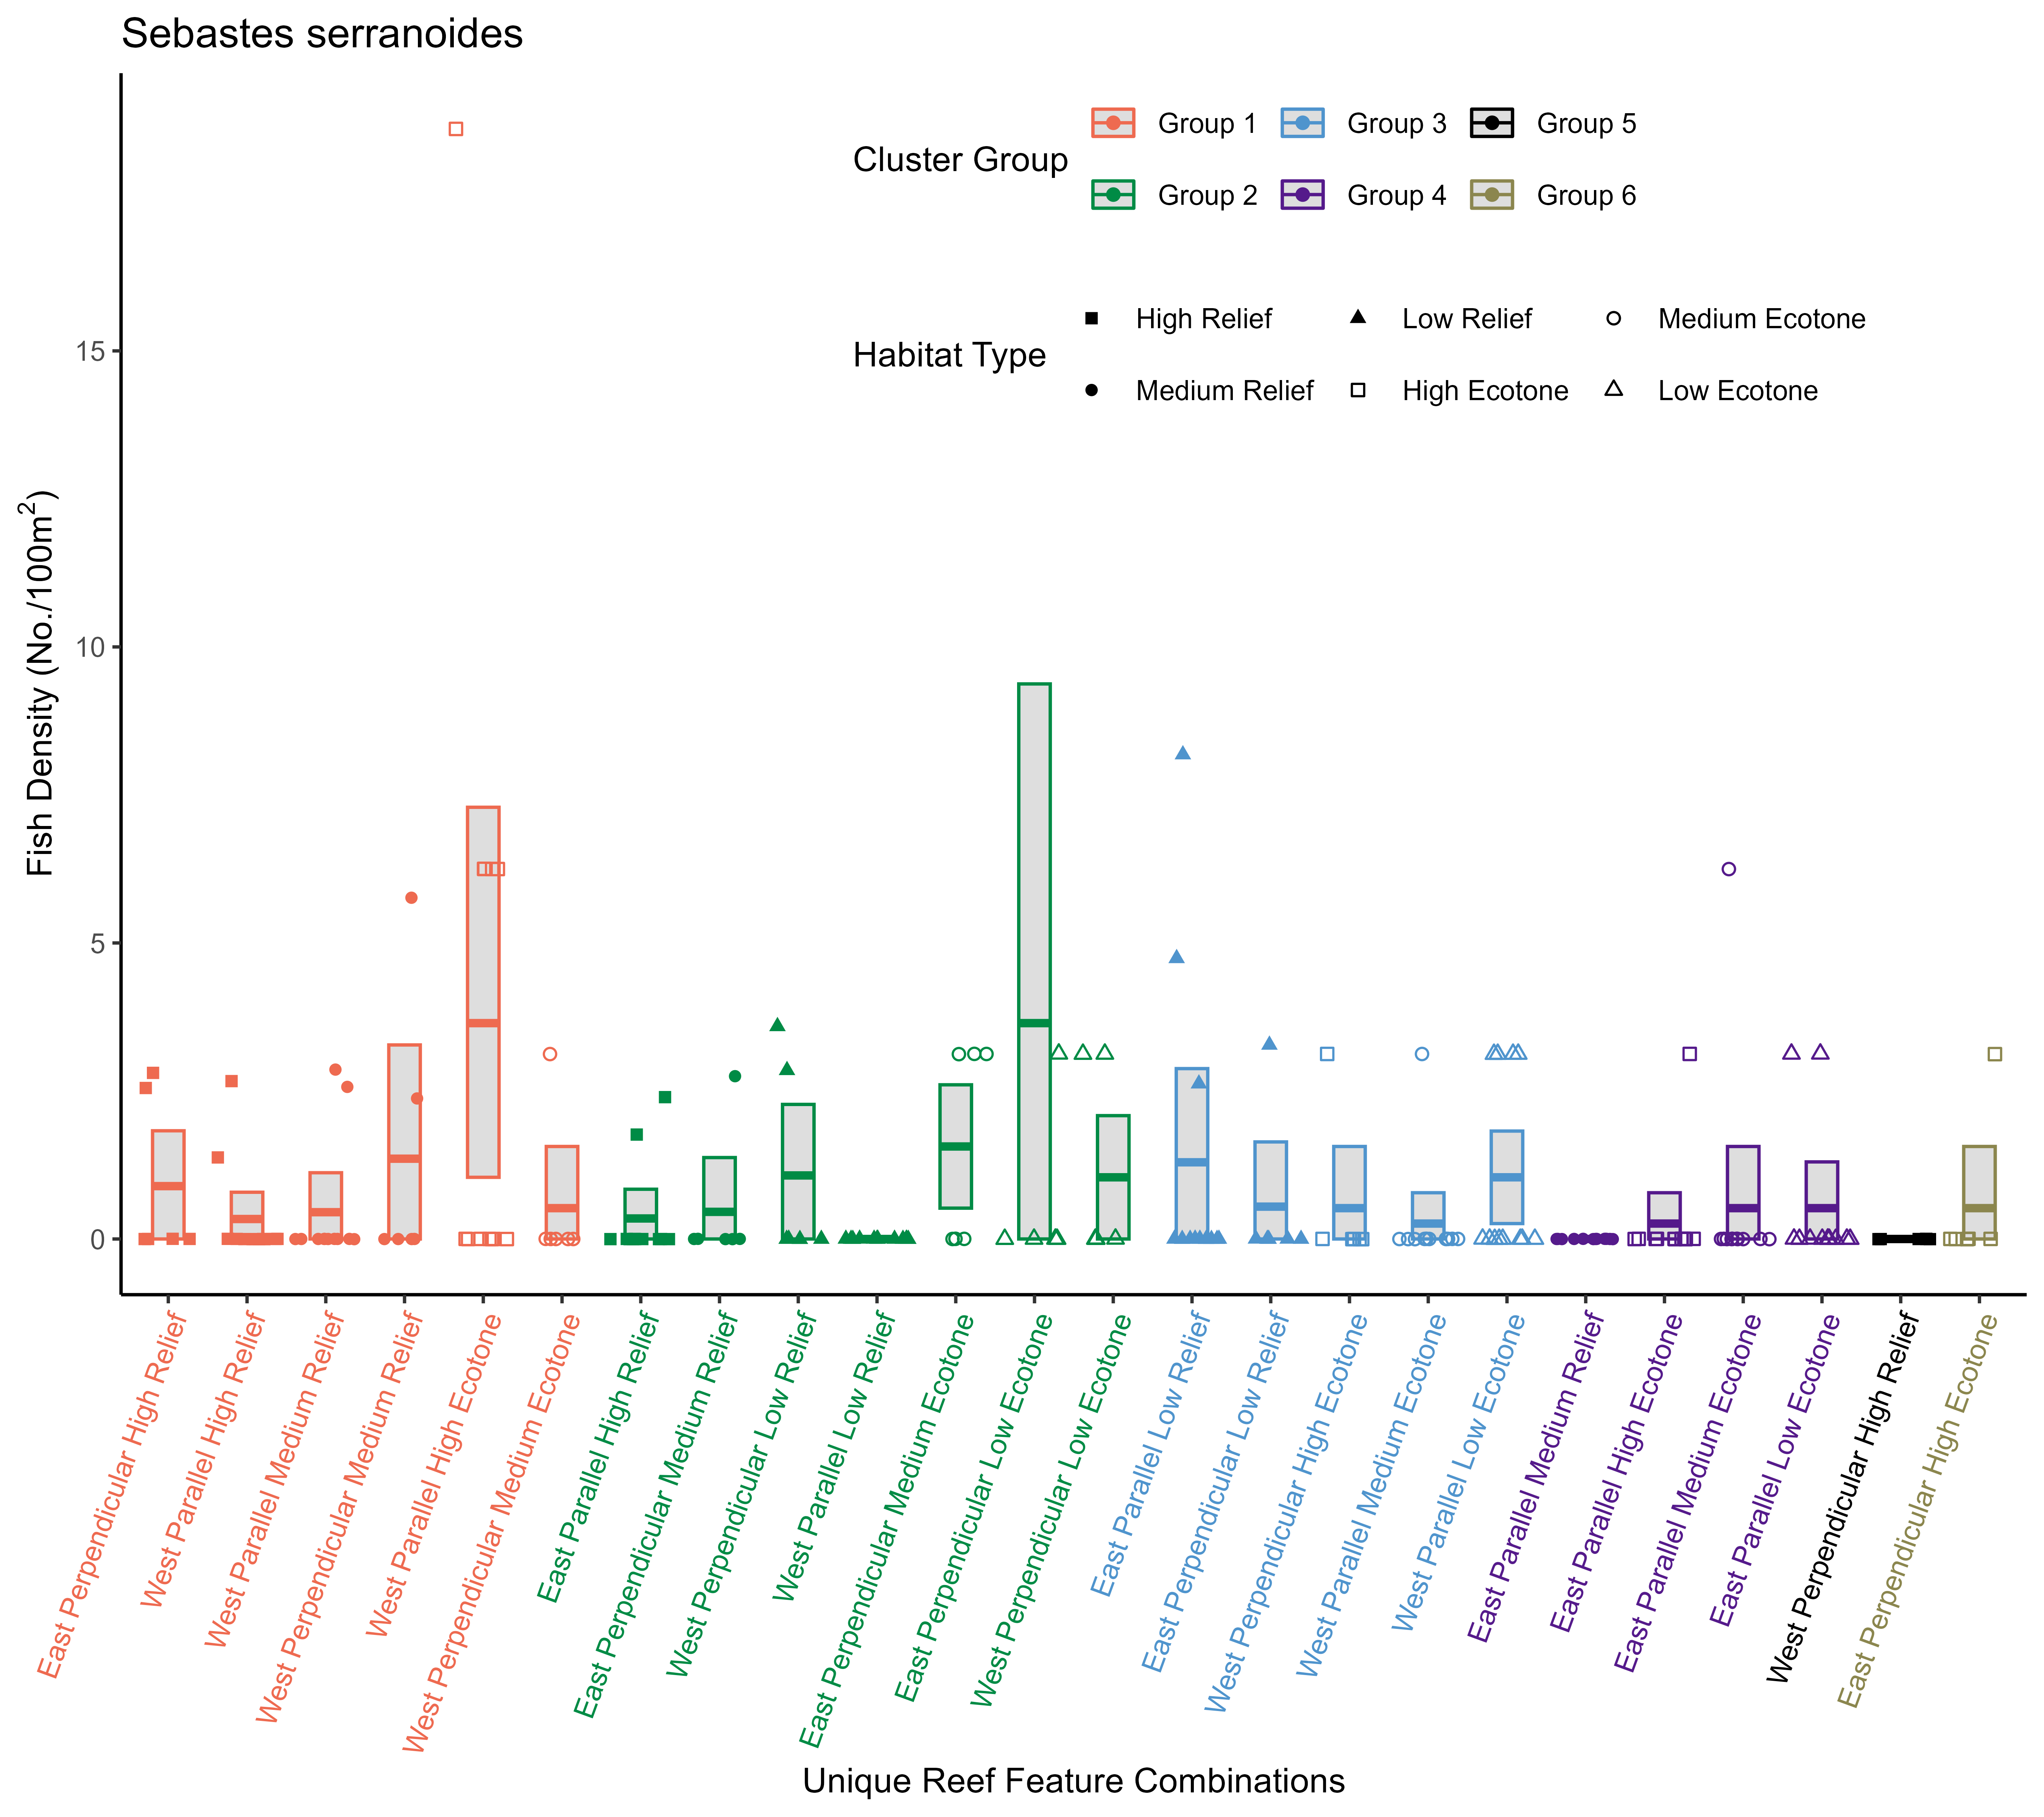 Sebastes serranoides
Cluster Group
Group 1
Group 3
Group 5
Group 2
Group 4
Group 6
Habitat Type
High Relief
Low Relief
Medium Ecotone
Medium Relief
High Ecotone
Low Ecotone
Fish Density (No./100m²)
15
10
5
0
East Perpendicular High Relief
West Parallel High Relief
West Parallel Medium Relief
West Perpendicular Medium Relief
West Parallel High Ecotone
West Perpendicular Medium Ecotone
East Parallel High Relief
East Perpendicular Medium Relief
West Perpendicular Low Relief
West Parallel Low Relief
East Perpendicular Medium Ecotone
East Perpendicular Low Ecotone
West Perpendicular Low Ecotone
East Parallel Low Relief
East Perpendicular Low Relief
West Perpendicular High Ecotone
West Parallel Medium Ecotone
West Parallel Low Ecotone
East Parallel Medium Relief
East Parallel High Ecotone
East Parallel Medium Ecotone
East Parallel Low Ecotone
West Perpendicular High Relief
East Perpendicular High Ecotone
Unique Reef Feature Combinations